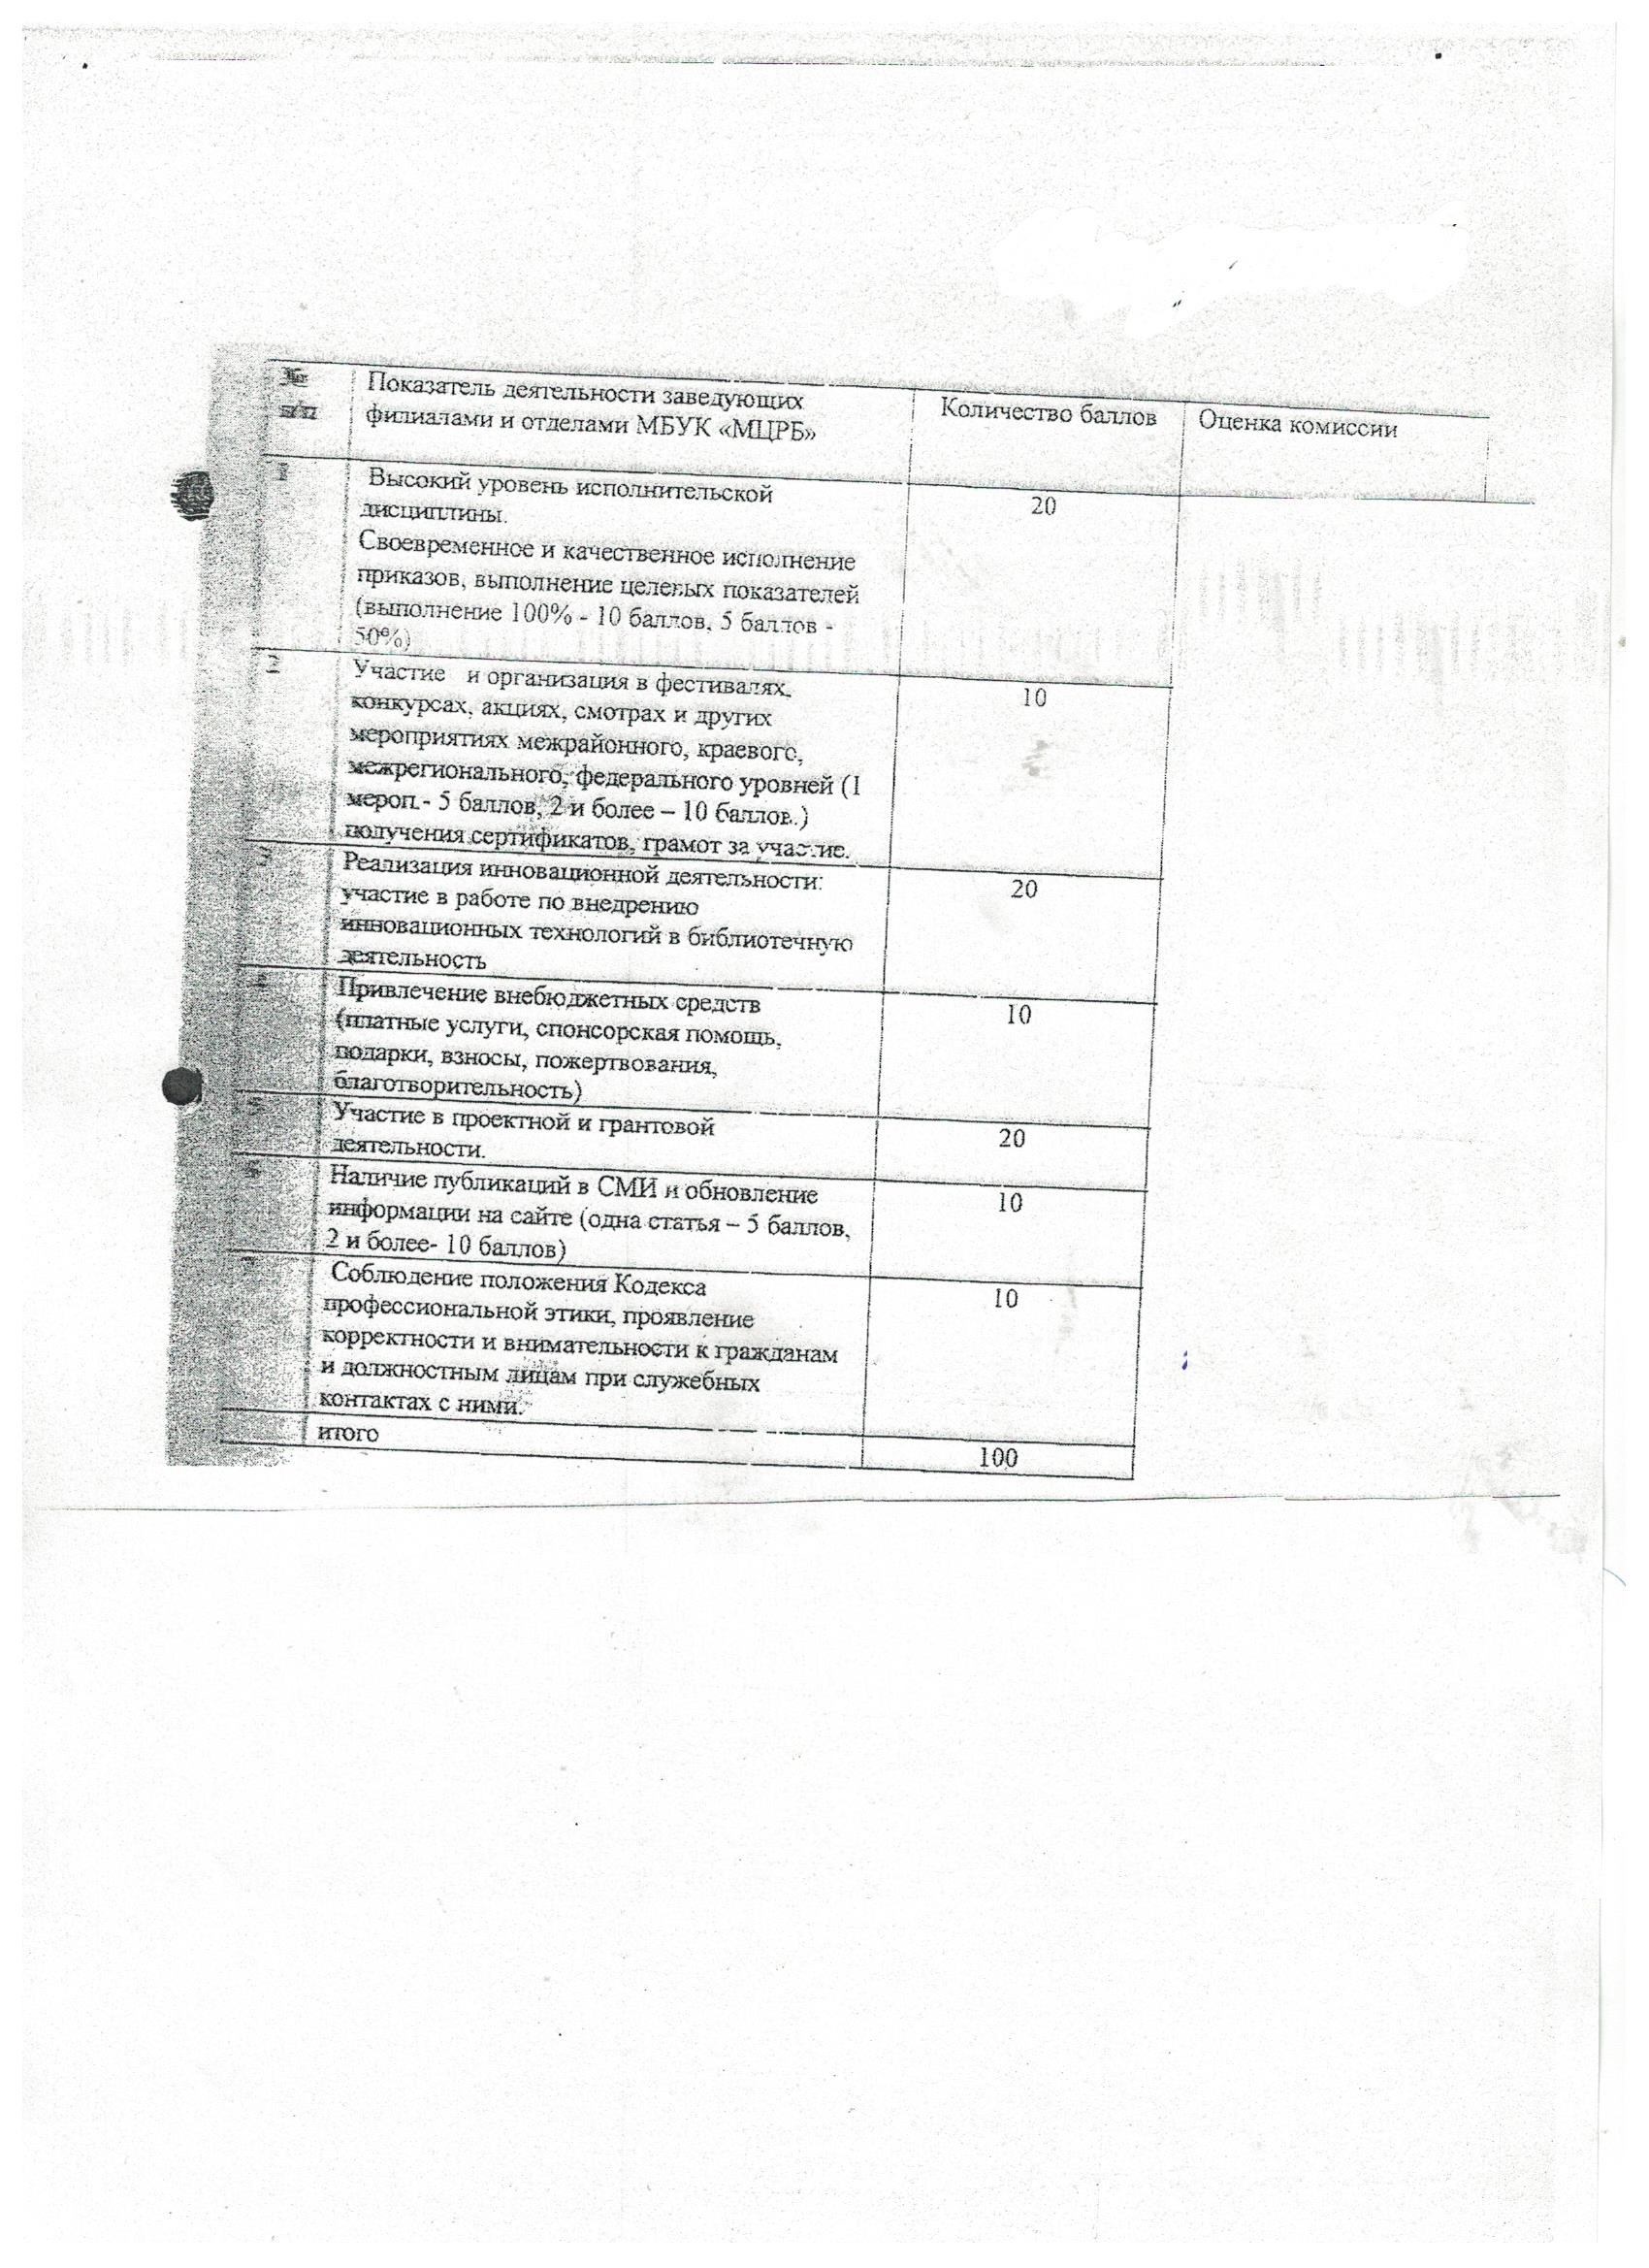 № Показатель деятельности заведующих Количество баллов Оценка комиссии
п/п филиалами и отделами МБУК «МЦРБ»
1 Высокий уровень исполнительской 20
дисциплины.
Своевременное и качественное исполнение
приказов, выполнение целевых показателей
(выполнение 100% - 10 баллов, 5 баллов -
50%)
2 Участие и организация в фестивалях, 10
конкурсах, акциях, смотрах и других
мероприятиях межрайонного, краевого,
межрегионального, федерального уровней (1
мероп.- 5 баллов, 2 и более – 10 баллов.)
получения сертификатов, грамот за участие.
3 Реализация инновационной деятельности: 20
участие в работе по внедрению
инновационных технологий в библиотечную
деятельность
4 Привлечение внебюджетных средств 10
(платные услуги, спонсорская помощь,
подарки, взносы, пожертвования,
благотворительность)
5 Участие в проектной и грантовой 20
деятельности.
Наличие публикаций в СМИ и обновление 10
информации на сайте (одна статья – 5 баллов,
2 и более- 10 баллов)
Соблюдение положения Кодекса 10
профессиональной этики, проявление
корректности и внимательности к гражданам
и должностным лицам при служебных
контактах с ними.
итого 100